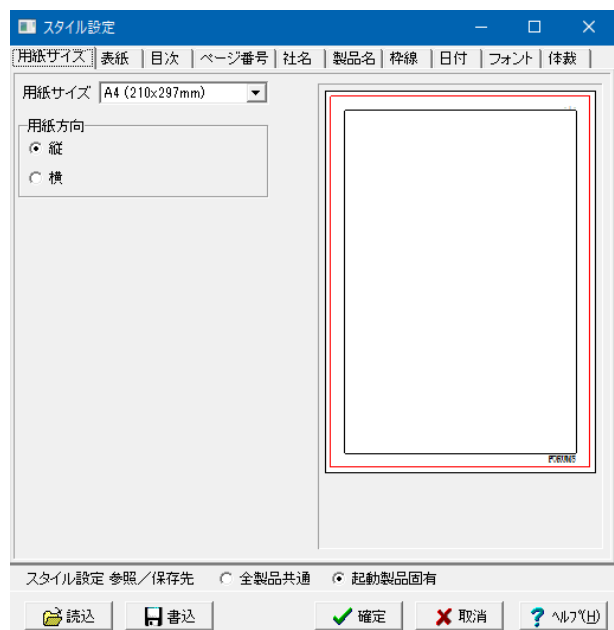 スタイル設定
用紙サイズ 表紙 目次 ページ番号 社名 製品名 枠線 日付 フォント 体裁
用紙サイズ A4 (210x297mm)
用紙方向
縦
横
スタイル設定 参照／保存先 全製品共通 起動製品固有
読込 書込 確定 取消 ヘルプ(H)